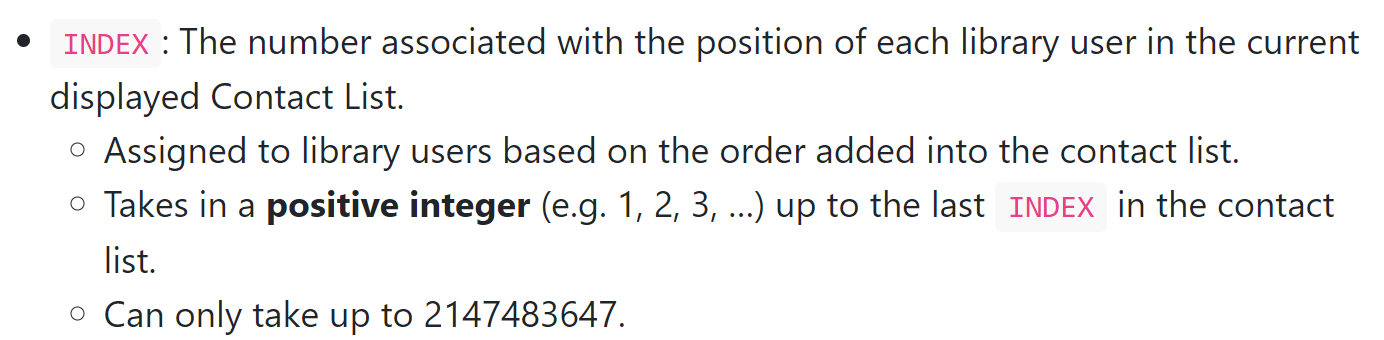 INDEX: The number associated with the position of each library user in the current
displayed Contact List.
Assigned to library users based on the order added into the contact list.
Takes in a positive integer (e.g. 1, 2, 3, …) up to the last INDEX in the contact
list.
Can only take up to 2147483647.